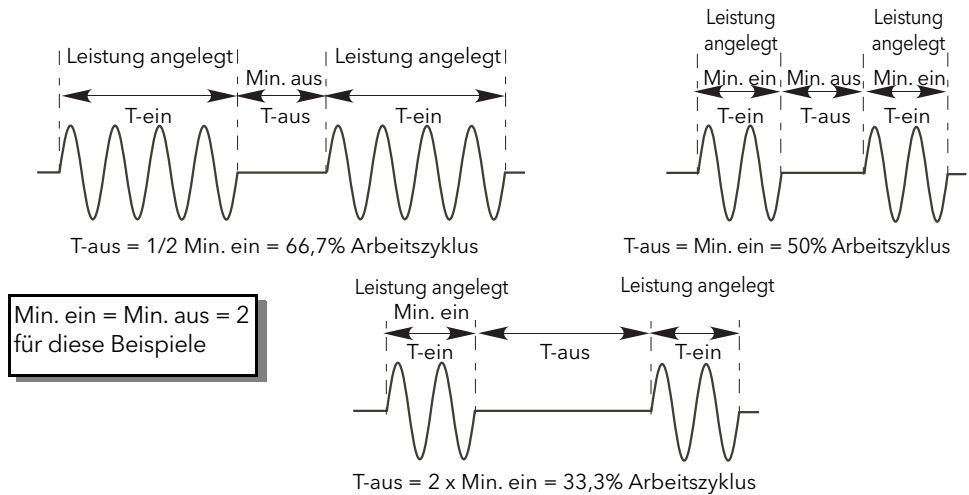 Leistung angelegt
Min. aus
Leistung angelegt
T-ein
T-aus
T-ein
T-aus = 1/2 Min. ein = 66,7% Arbeitszyklus
Leistung
angelegt
Leistung
angelegt
Min. ein
Min. aus
Min. ein
T-ein
T-aus
T-ein
T-aus = Min. ein = 50% Arbeitszyklus
Min. ein = Min. aus = 2
für diese Beispiele
Leistung angelegt
Leistung angelegt
Min. ein
T-ein
T-aus
T-ein
T-aus = 2 x Min. ein = 33,3% Arbeitszyklus